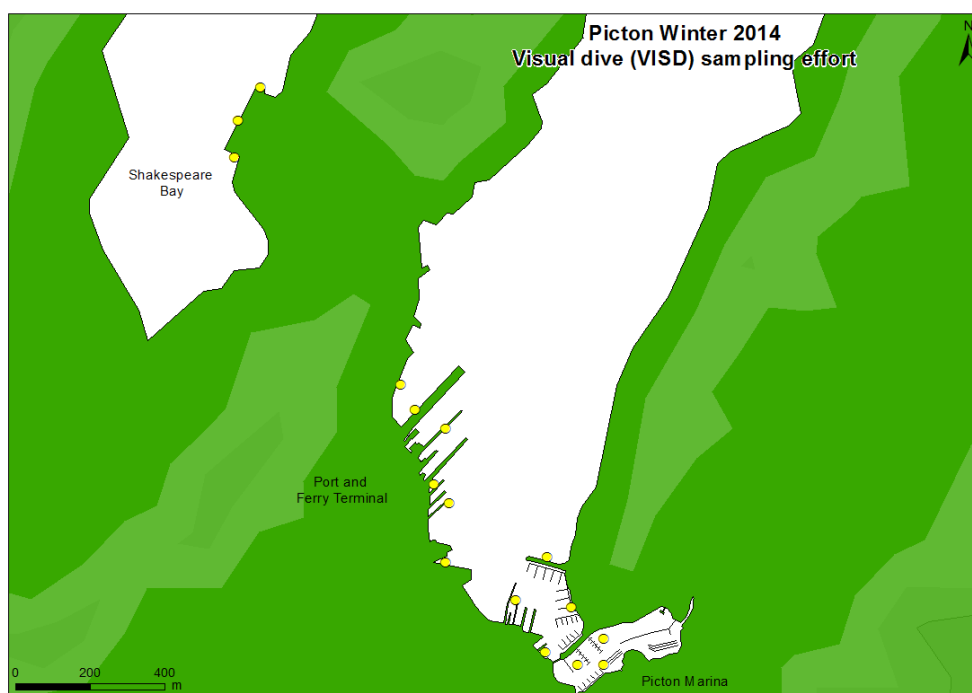 Picton Winter 2014
Visual dive (VISD) sampling effort
N
Shakespeare
Bay
Port and
Ferry Terminal
Picton Marina
0 200 400
m